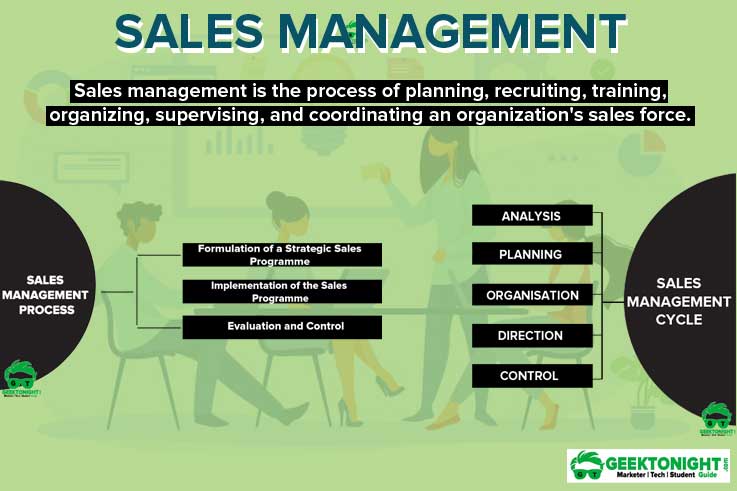 SALES MANAGEMENT
Sales management is the process of planning, recruiting, training,
organizing, supervising, and coordinating an organization's sales force.
SALES
MANAGEMENT
PROCESS
Formulation of a Strategic Sales
Programme
Implementation of the Sales
Programme
Evaluation and Control
ANALYSIS
PLANNING
ORGANISATION
DIRECTION
CONTROL
SALES
MANAGEMENT
CYCLE
GEEKTONIGHT
GEEKTONIGHT
G T
GEEKTONIGHT.com
Marketer | Tech | Student Guide